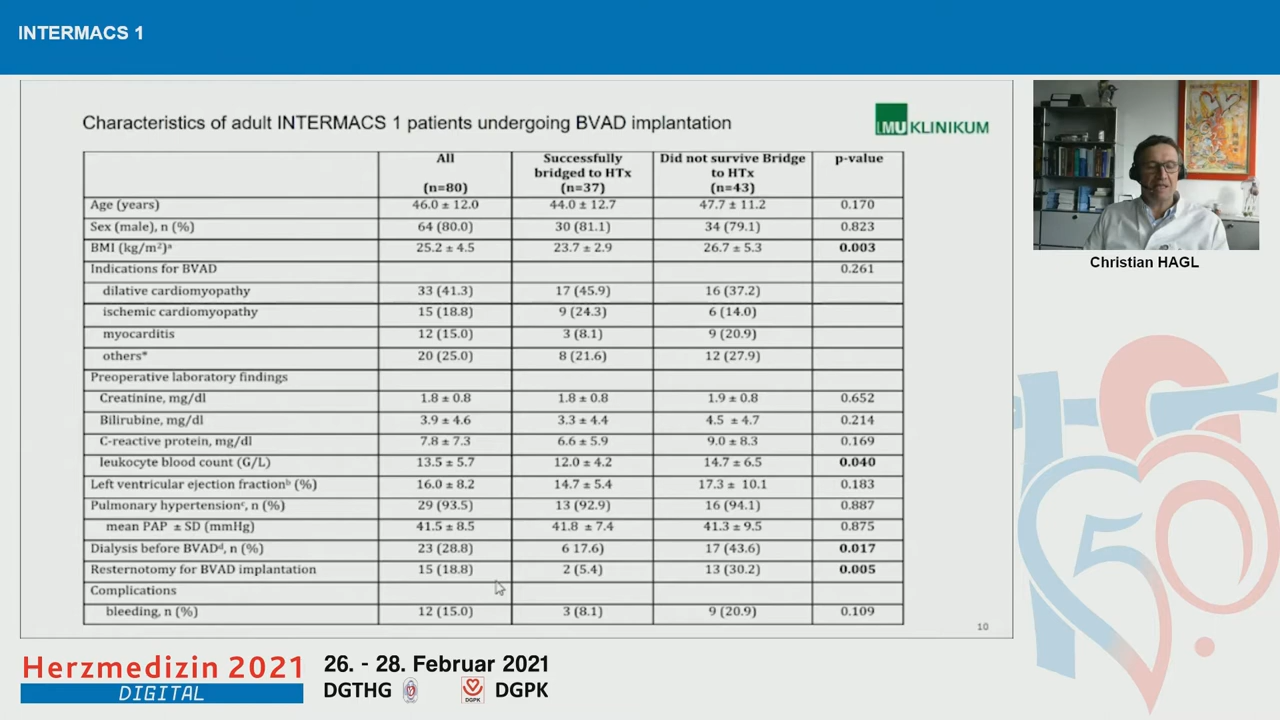 INTERMACS 1
Characteristics of adult INTERMACS 1 patients undergoing BVAD implantation
LMU KLINIKUM
All (n=80) Successfully bridged to HTx (n=37) Did not survive Bridge to HTx (n=43) p-value
Age (years) 46.0 ± 12.0 44.0 ± 12.7 47.7 ± 11.2 0.170
Sex (male), n (%) 64 (80.0) 30 (81.1) 34 (79.1) 0.823
BMI (kg/m²)ᵃ 25.2 ± 4.5 23.7 ± 2.9 26.7 ± 5.3 0.003
Indications for BVAD 0.261
dilative cardiomyopathy 33 (41.3) 17 (45.9) 16 (37.2)
ischemic cardiomyopathy 15 (18.8) 9 (24.3) 6 (14.0)
myocarditis 12 (15.0) 3 (8.1) 9 (20.9)
others* 20 (25.0) 8 (21.6) 12 (27.9)
Preoperative laboratory findings
Creatinine, mg/dl 1.8 ± 0.8 1.8 ± 0.8 1.9 ± 0.8 0.652
Bilirubine, mg/dl 3.9 ± 4.6 3.3 ± 4.4 4.5 ± 4.7 0.214
C-reactive protein, mg/dl 7.8 ± 7.3 6.6 ± 5.9 9.0 ± 8.3 0.169
leukocyte blood count (G/L) 13.5 ± 5.7 12.0 ± 4.2 14.7 ± 6.5 0.040
Left ventricular ejection fractionᵇ (%) 16.0 ± 8.2 14.7 ± 5.4 17.3 ± 10.1 0.183
Pulmonary hypertensionᶜ, n (%) 29 (93.5) 13 (92.9) 16 (94.1) 0.887
mean PAP ± SD (mmHg) 41.5 ± 8.5 41.8 ± 7.4 41.3 ± 9.5 0.875
Dialysis before BVADᵈ, n (%) 23 (28.8) 6 17.6) 17 (43.6) 0.017
Resternotomy for BVAD implantation 15 (18.8) 2 (5.4) 13 (30.2) 0.005
Complications
bleeding, n (%) 12 (15.0) 3 (8.1) 9 (20.9) 0.109
10
Christian HAGL
Herzmedizin 2021
DIGITAL
26. - 28. Februar 2021
DGTHG DGPK DGPK